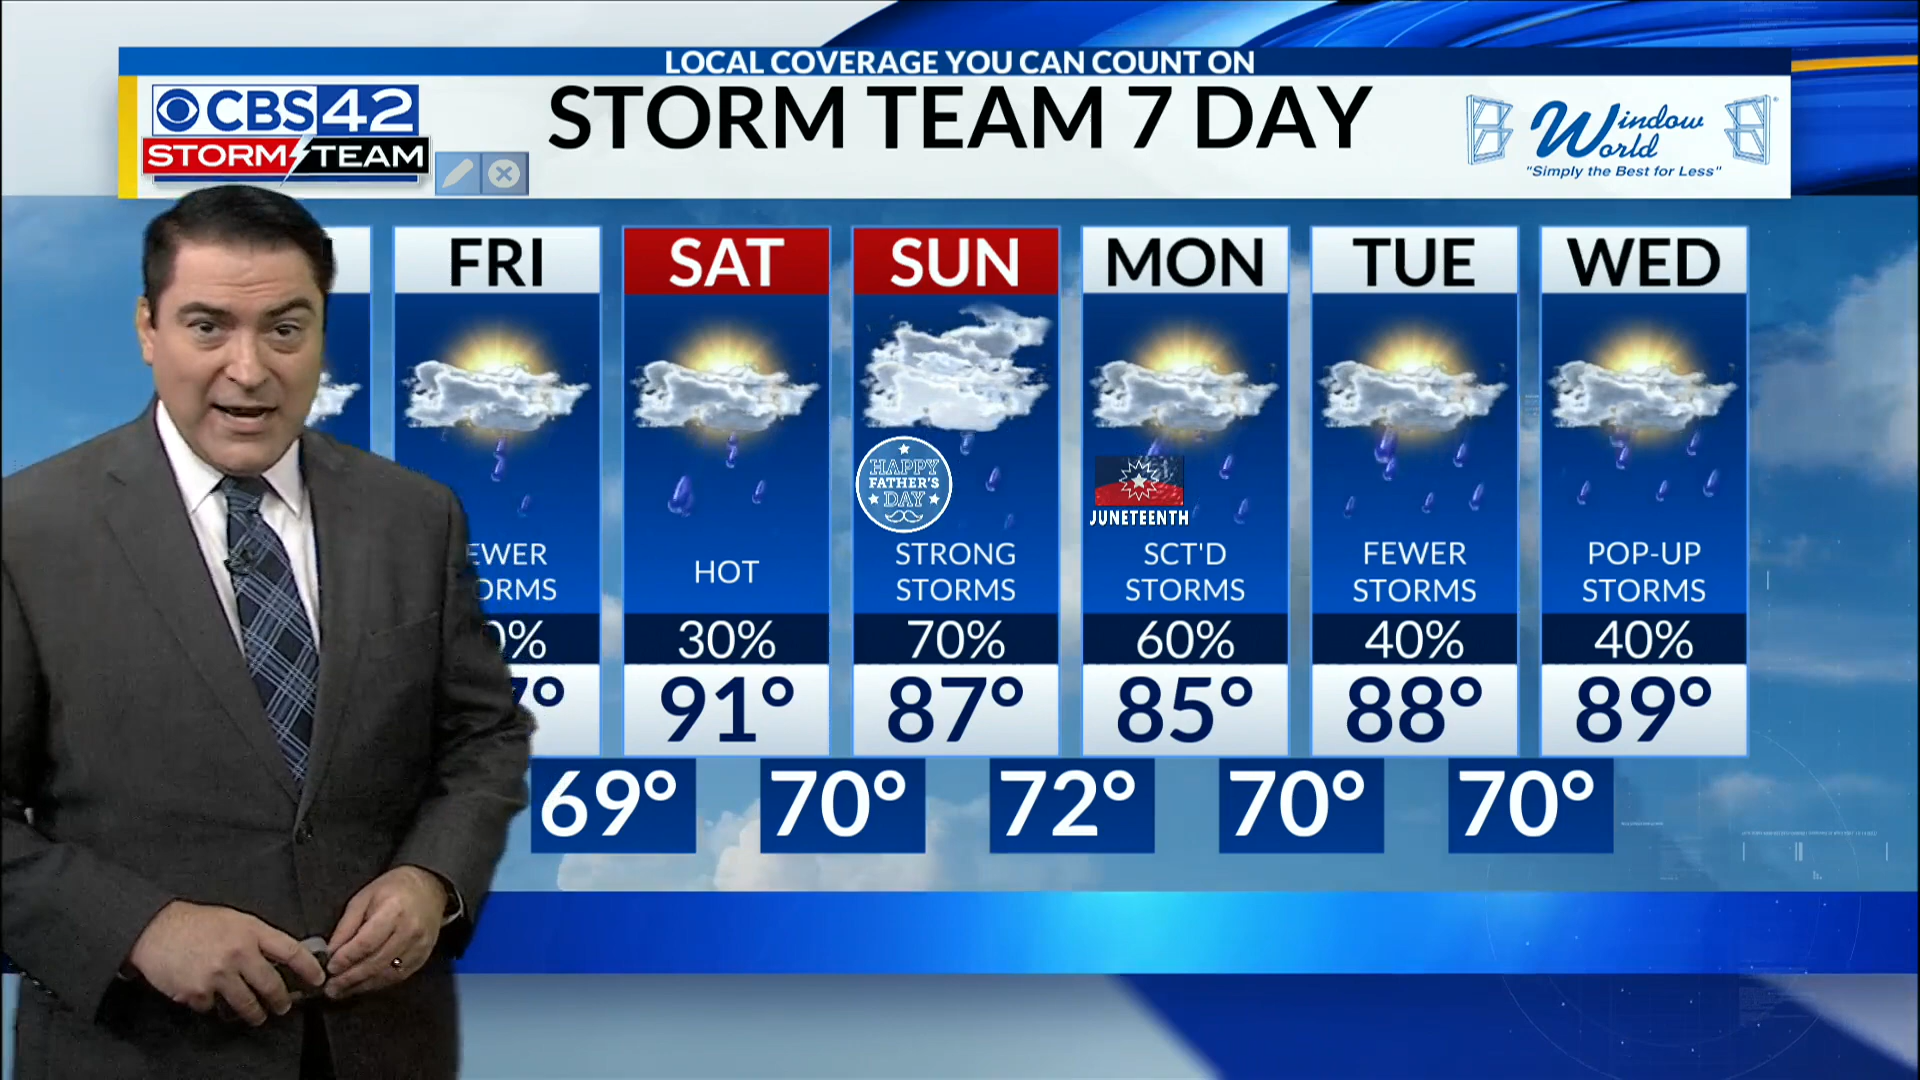 LOCAL COVERAGE YOU CAN COUNT ON
CBS 42
STORM TEAM
STORM TEAM 7 DAY
Window World
"Simply the Best for Less"
FRI
SAT
SUN
MON
TUE
WED
HAPPY
FATHER'S
DAY
JUNETEENTH
HOT
STRONG
STORMS
SCT'D
STORMS
FEWER
STORMS
POP-UP
STORMS
30%
70%
60%
40%
40%
91°
87°
85°
88°
89°
69°
70°
72°
70°
70°